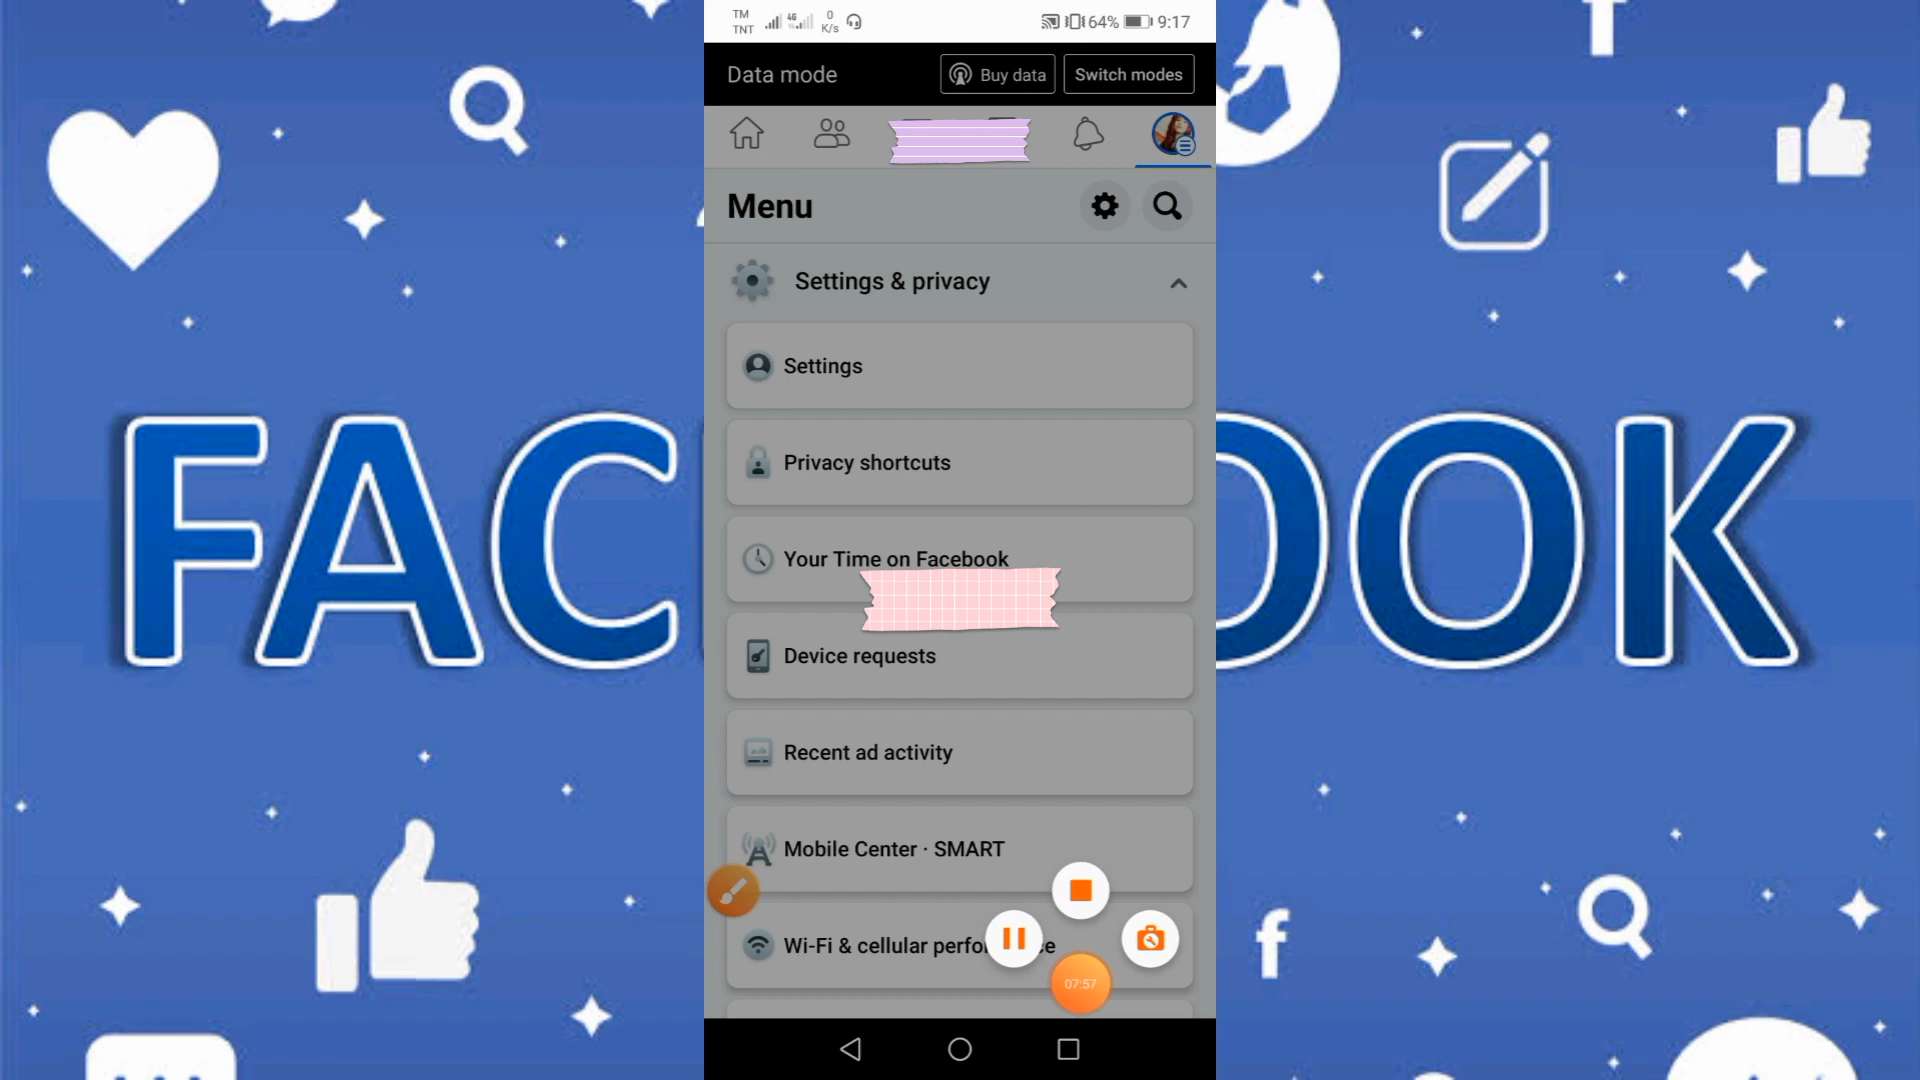 TM
TNT
4G
0
K/s
64%
9:17
Data mode
Buy data
Switch modes
Menu
Settings & privacy
Settings
Privacy shortcuts
Your Time on Facebook
Device requests
Recent ad activity
Mobile Center · SMART
Wi-Fi & cellular perfo ce
07:57
FAC OOK
f